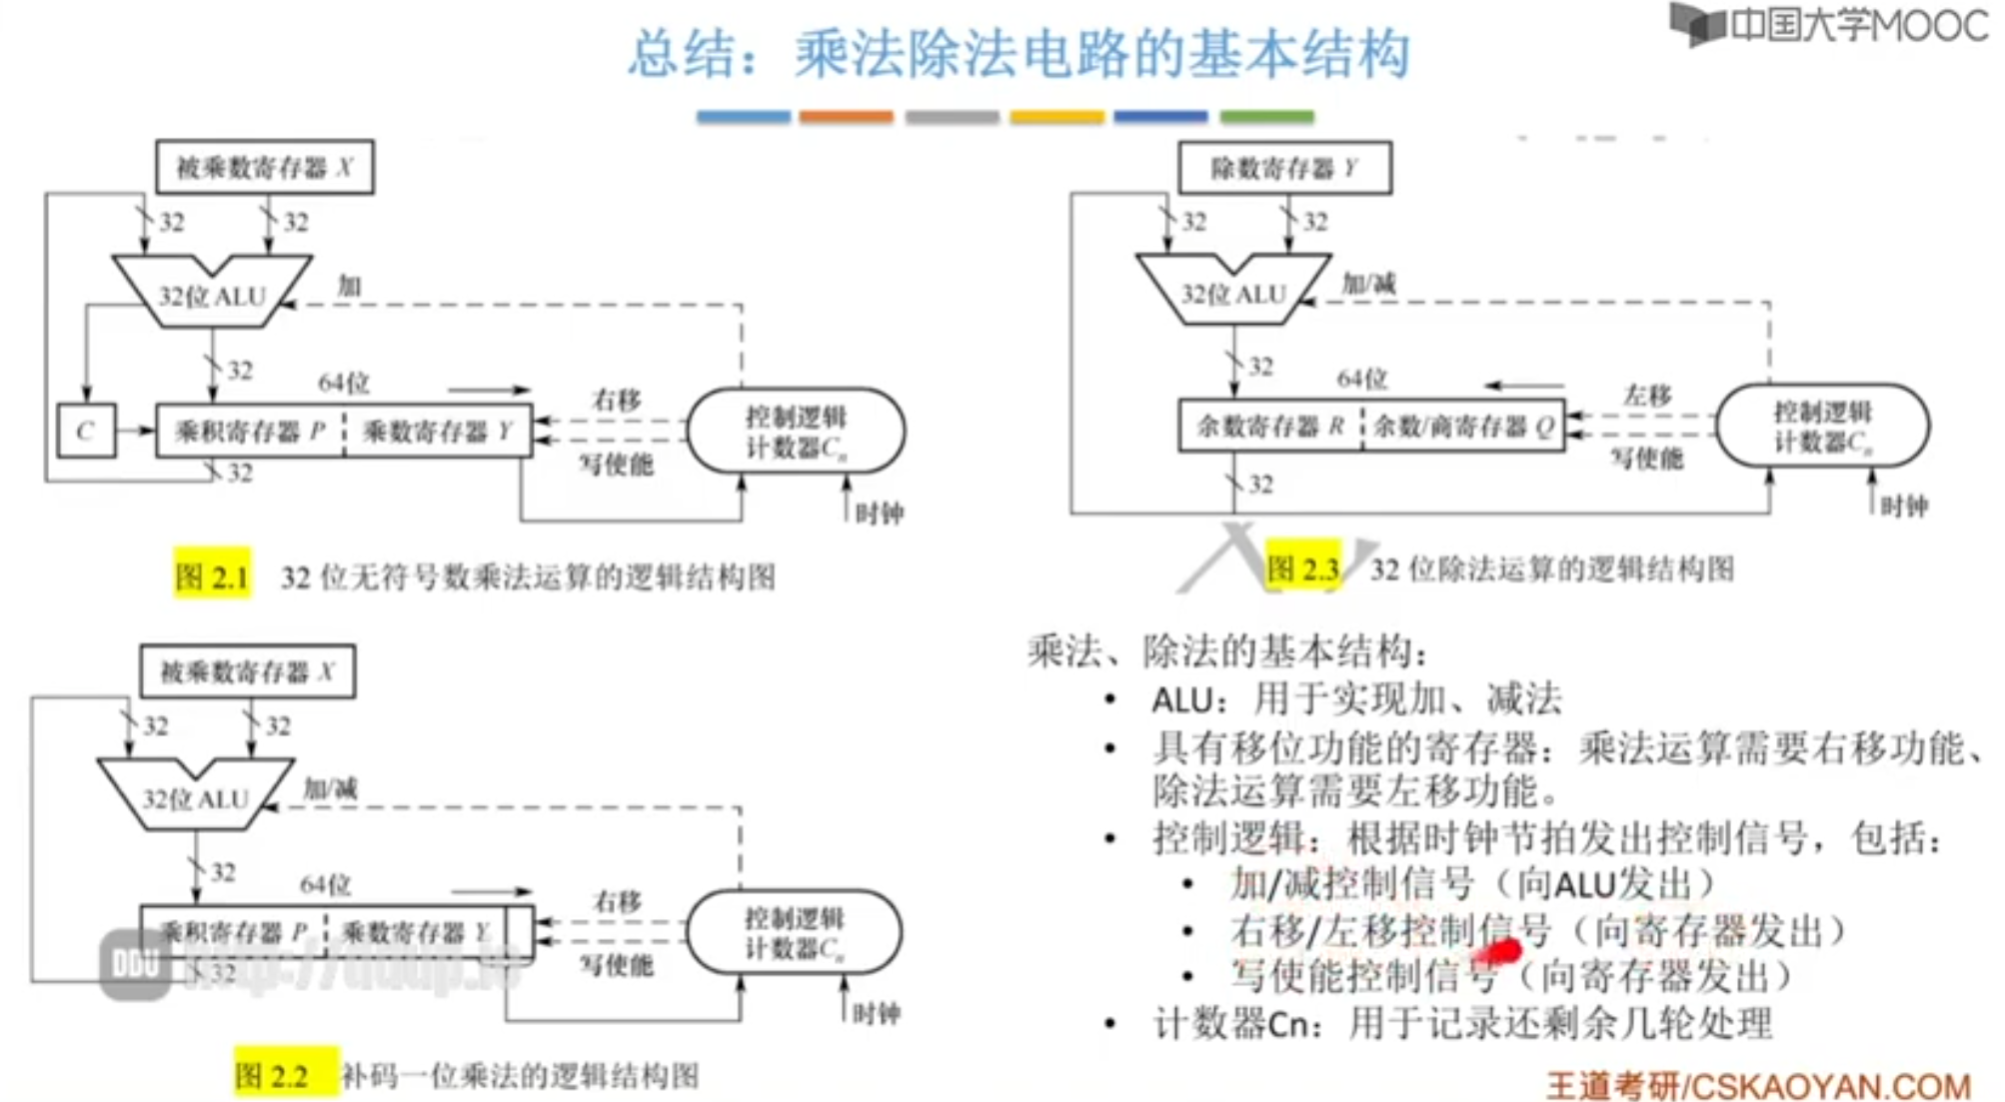 中国大学MOOC
总结：乘法除法电路的基本结构
被乘数寄存器 X
32
32
32位 ALU
加
32
64位
C
乘积寄存器 P
乘数寄存器 Y
右移
写使能
控制逻辑
计数器Cn
32
时钟
图 2.1 32 位无符号数乘法运算的逻辑结构图
除数寄存器 Y
32
32
32位 ALU
加/减
32
64位
余数寄存器 R
余数/商寄存器 Q
左移
写使能
控制逻辑
计数器Cn
32
时钟
图 2.3 32 位除法运算的逻辑结构图
被乘数寄存器 X
32
32
32位 ALU
加/减
32
64位
乘积寄存器 P
乘数寄存器 Y
右移
写使能
控制逻辑
计数器Cn
32
时钟
图 2.2 补码一位乘法的逻辑结构图
乘法、除法的基本结构：
• ALU：用于实现加、减法
• 具有移位功能的寄存器：乘法运算需要右移功能、
除法运算需要左移功能。
• 控制逻辑：根据时钟节拍发出控制信号，包括：
• 加/减控制信号（向ALU发出）
• 右移/左移控制信号（向寄存器发出）
• 写使能控制信号（向寄存器发出）
• 计数器Cn：用于记录还剩余几轮处理
王道考研/CSKAOYAN.COM